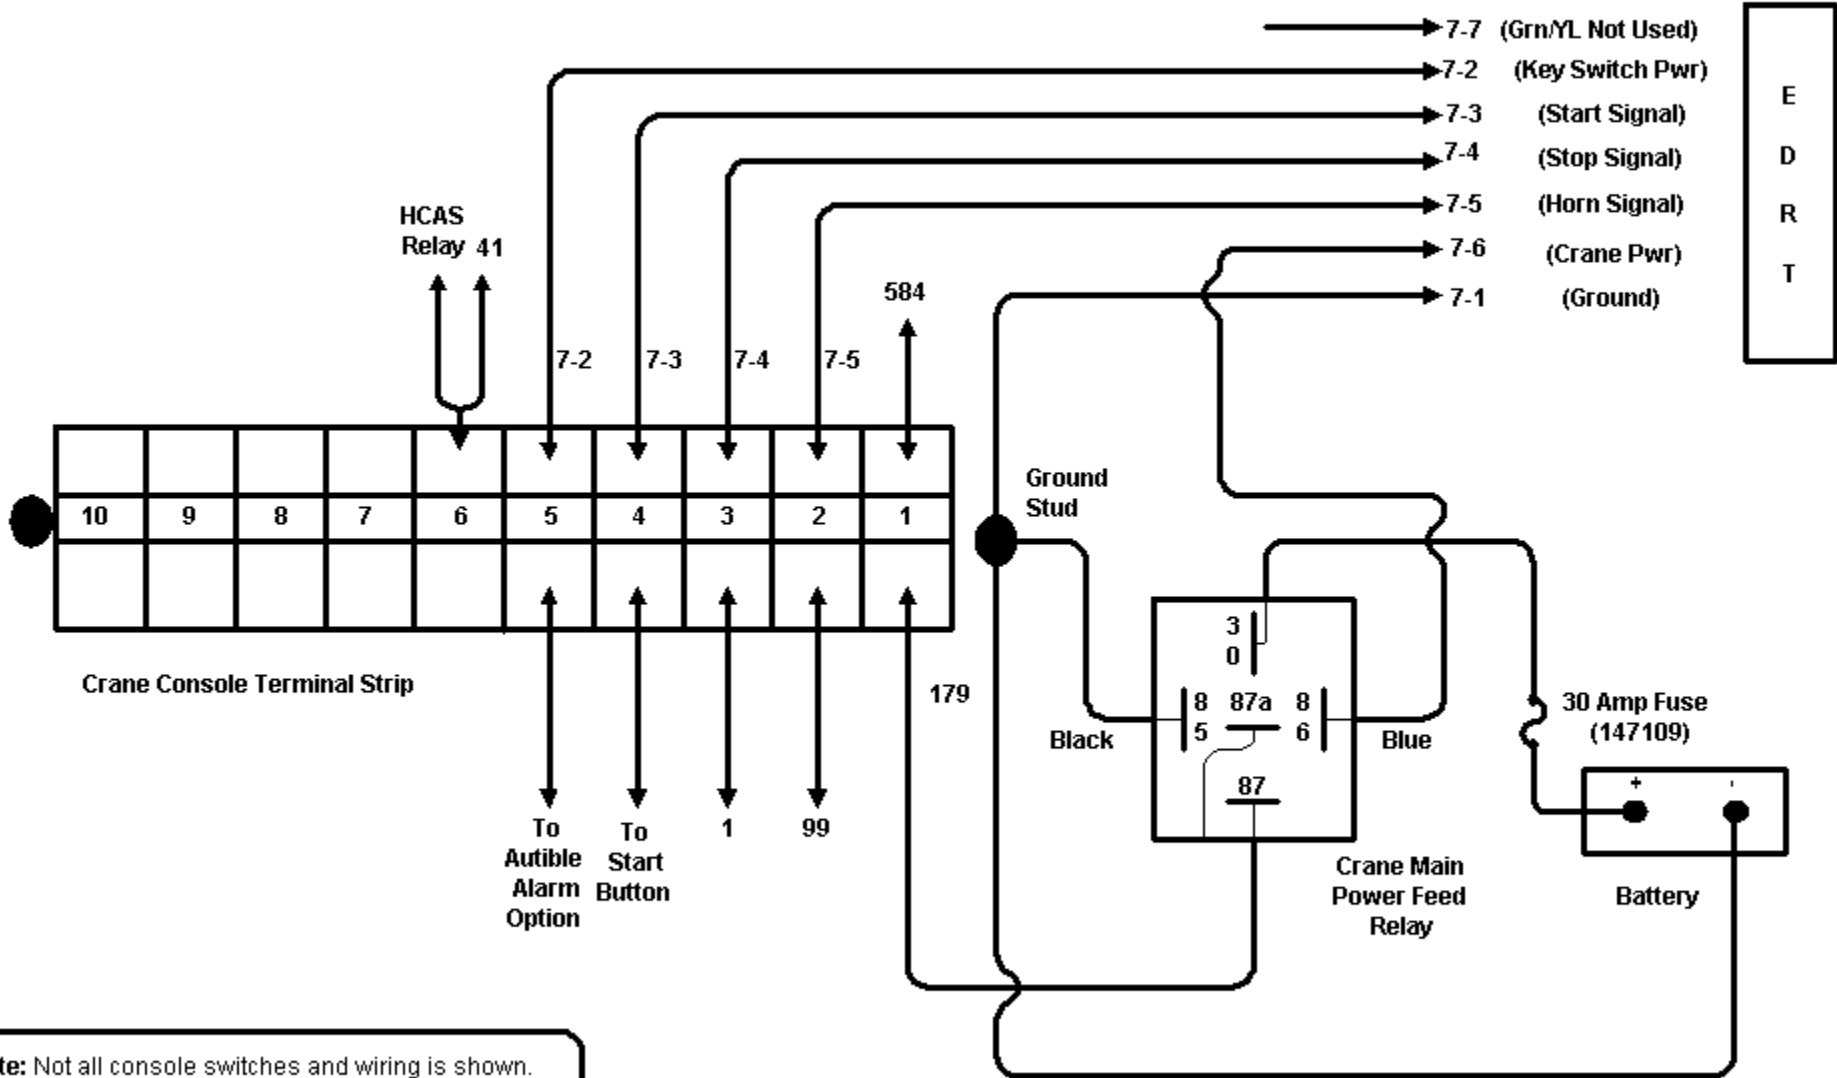 7-7 (Grn/YL Not Used)
7-2 (Key Switch Pwr)
7-3 (Start Signal)
7-4 (Stop Signal)
7-5 (Horn Signal)
7-6 (Crane Pwr)
7-1 (Ground)
E
D
R
T
HCAS
Relay 41
584
7-2
7-3
7-4
7-5
Ground
Stud
10 9 8 7 6 5 4 3 2 1
Crane Console Terminal Strip
179
3
0
8
5
87a
8
6
87
Black
Blue
30 Amp Fuse
(147109)
+ -
Battery
Crane Main
Power Feed
Relay
To
Autible
Alarm
Option
To
Start
Button
1
99
te: Not all console switches and wiring is shown.